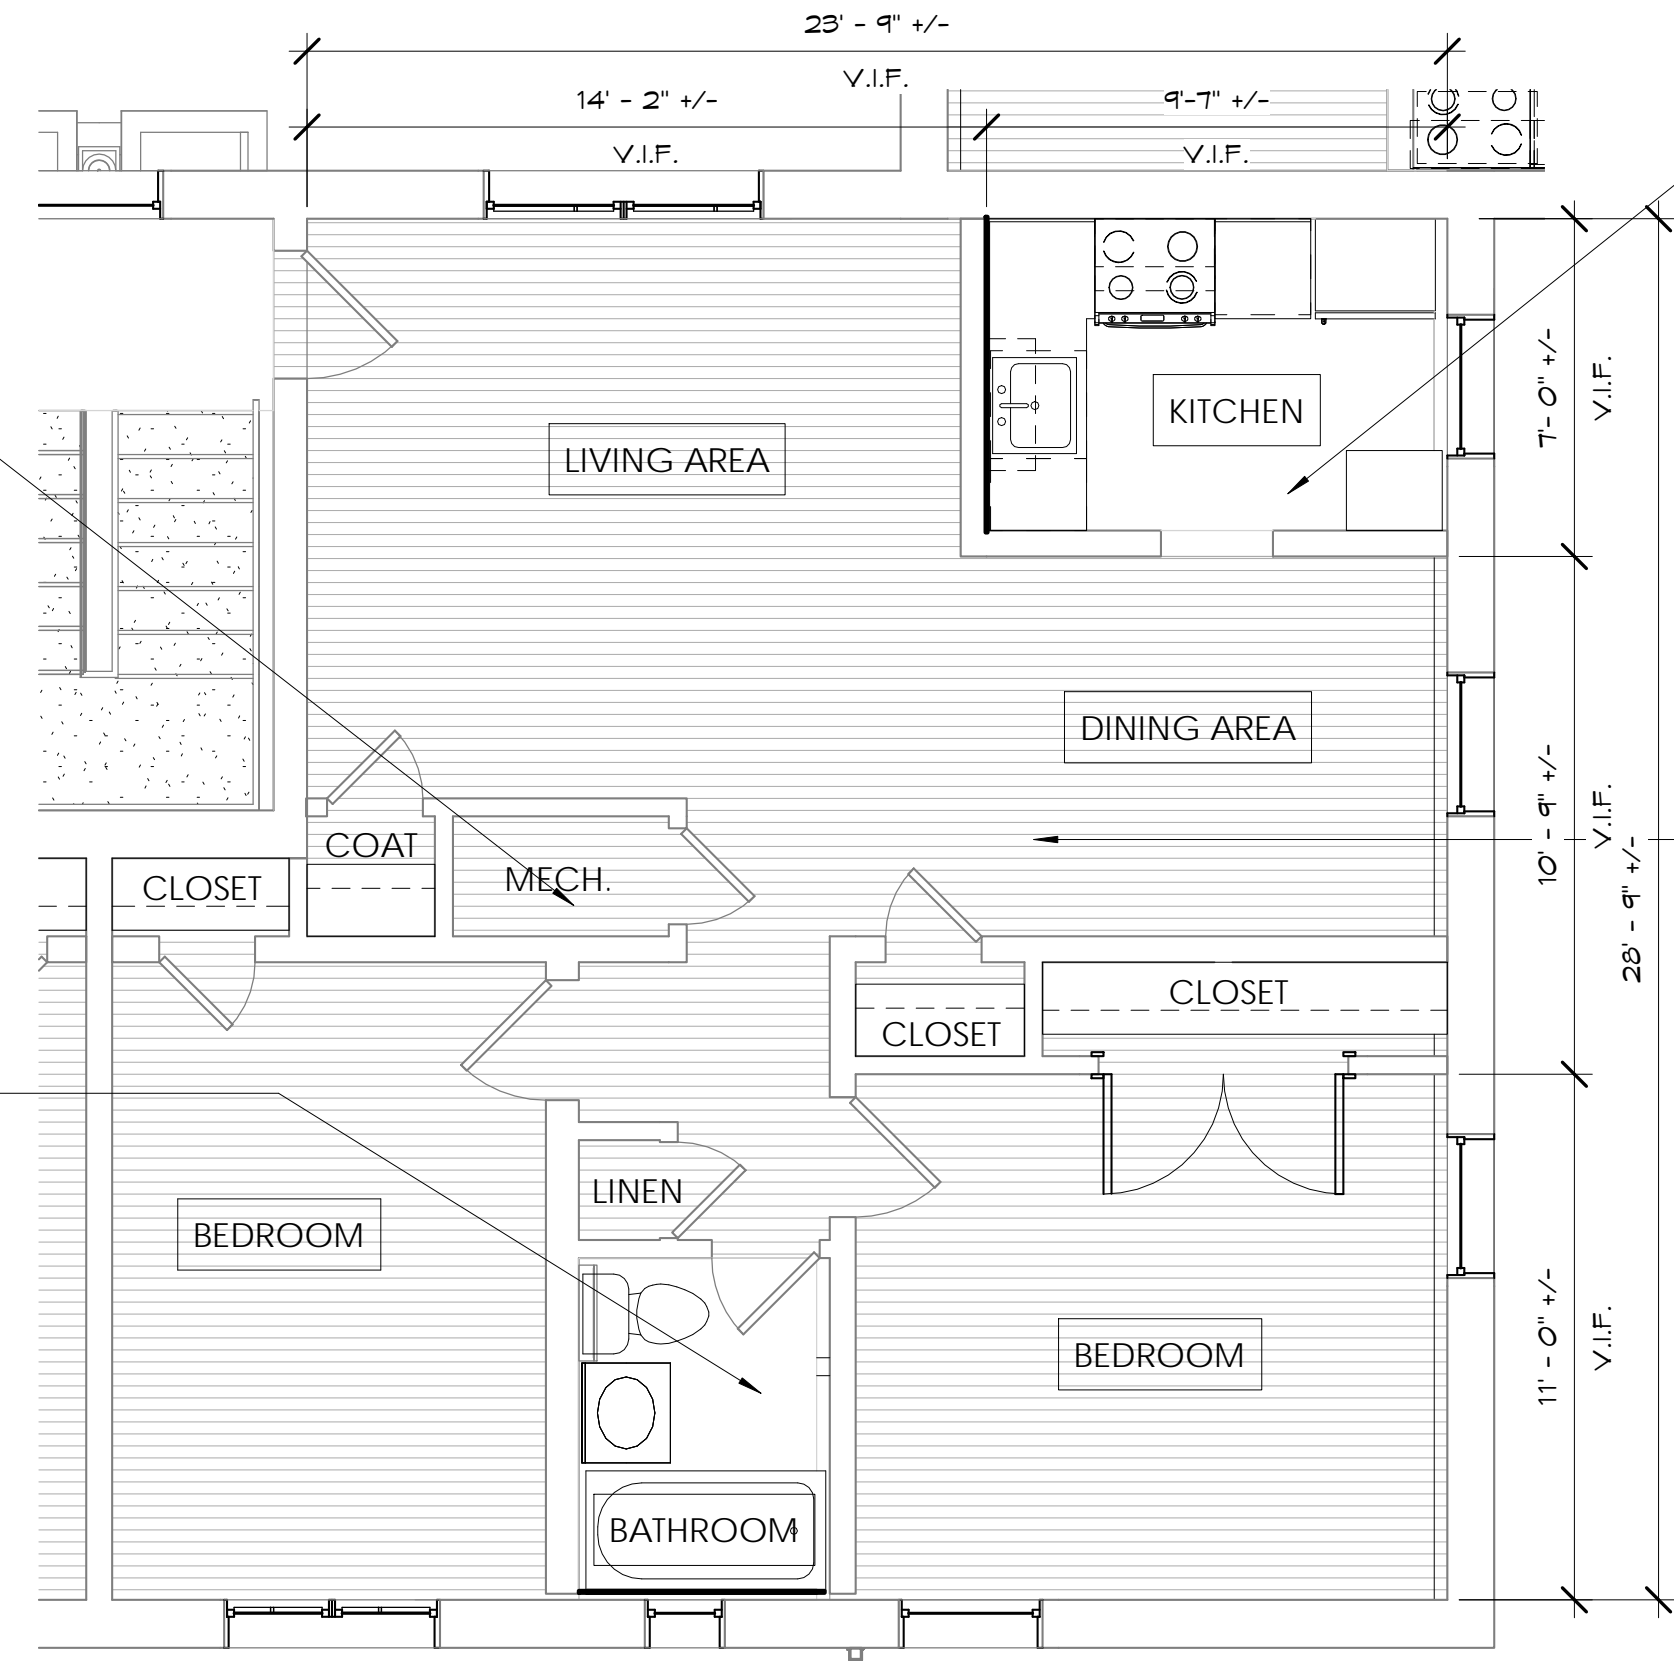 23' - 9" +/-
V.I.F.
14' - 2" +/-
9'-7" +/-
V.I.F.
V.I.F.
KITCHEN
7'- 0" +/-
V.I.F.
LIVING AREA
DINING AREA
10' - 9" +/-
V.I.F.
28' - 9" +/-
COAT
MECH.
CLOSET
CLOSET
CLOSET
LINEN
BEDROOM
BEDROOM
11' - 0" +/-
V.I.F.
BATHROOM